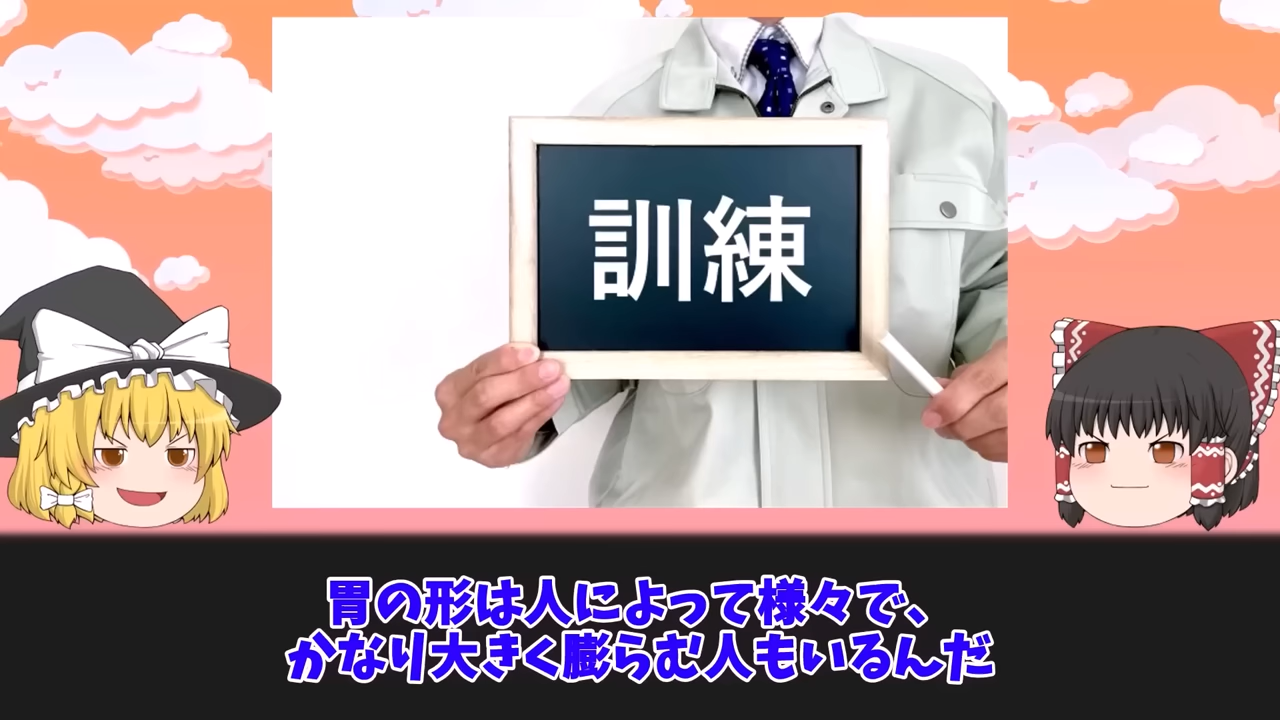 訓練
胃の形は人によって様々で、
かなり大きく膨らむ人もいるんだ